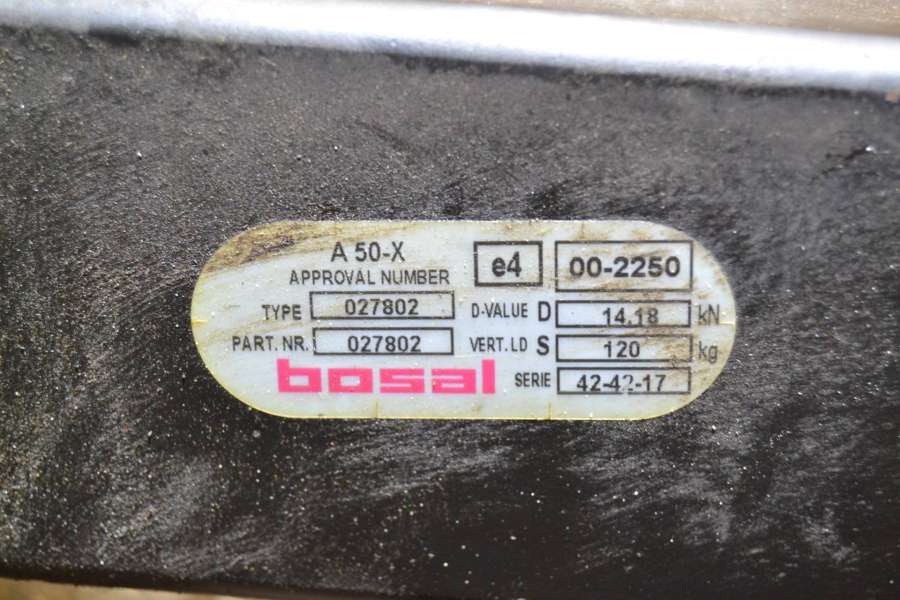 A 50-X
APPROVAL NUMBER e4 00-2250
TYPE 027802 D-VALUE D 14.18 kN
PART. NR. 027802 VERT. LD S 120 kg
bosal SERIE 42-42-17